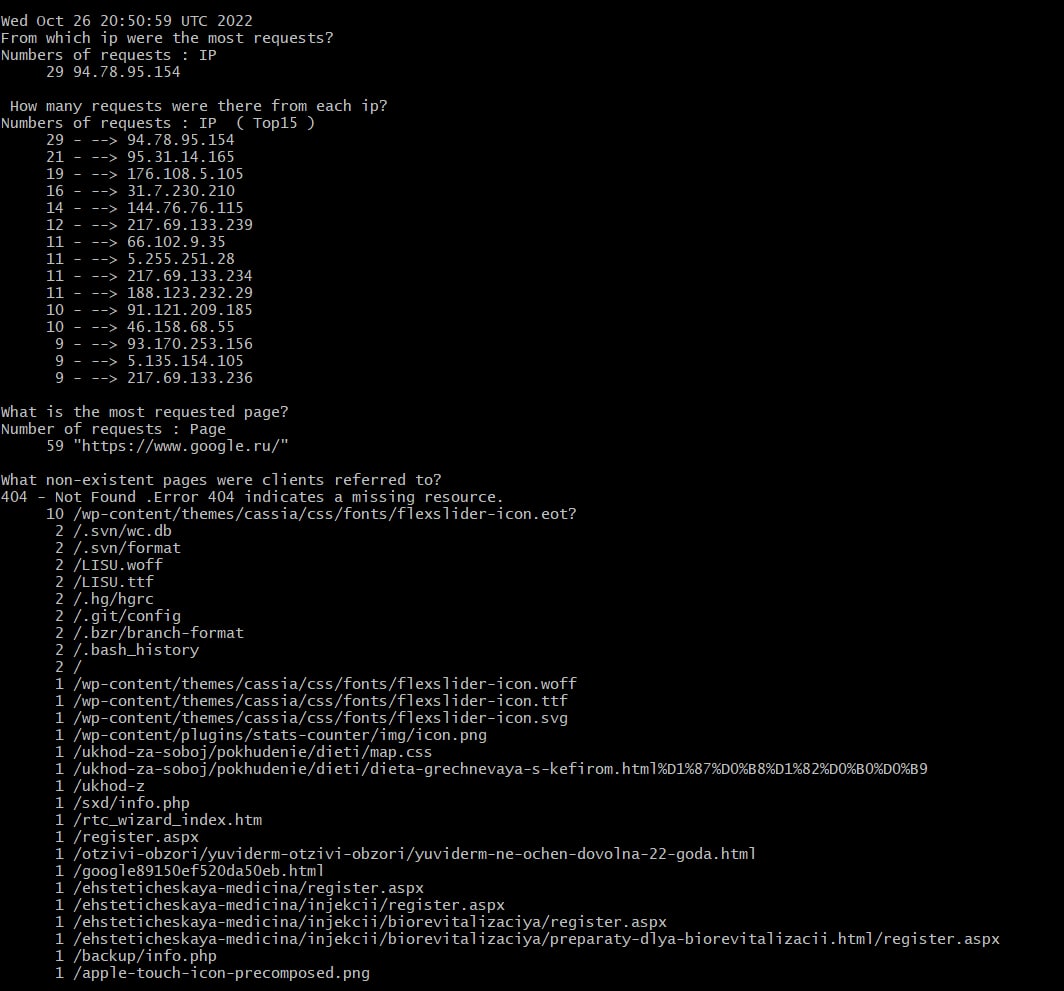 Wed Oct 26 20:50:59 UTC 2022
From which ip were the most requests?
Numbers of requests : IP
     29 94.78.95.154

 How many requests were there from each ip?
Numbers of requests : IP  ( Top15 )
     29 - --> 94.78.95.154
     21 - --> 95.31.14.165
     19 - --> 176.108.5.105
     16 - --> 31.7.230.210
     14 - --> 144.76.76.115
     12 - --> 217.69.133.239
     11 - --> 66.102.9.35
     11 - --> 5.255.251.28
     11 - --> 217.69.133.234
     11 - --> 188.123.232.29
     10 - --> 91.121.209.185
     10 - --> 46.158.68.55
      9 - --> 93.170.253.156
      9 - --> 5.135.154.105
      9 - --> 217.69.133.236

What is the most requested page?
Number of requests : Page
     59 "https://www.google.ru/"

What non-existent pages were clients referred to?
404 - Not Found .Error 404 indicates a missing resource.
     10 /wp-content/themes/cassia/css/fonts/flexslider-icon.eot?
      2 /.svn/wc.db
      2 /.svn/format
      2 /LISU.woff
      2 /LISU.ttf
      2 /.hg/hgrc
      2 /.git/config
      2 /.bzr/branch-format
      2 /.bash_history
      2 /
      1 /wp-content/themes/cassia/css/fonts/flexslider-icon.woff
      1 /wp-content/themes/cassia/css/fonts/flexslider-icon.ttf
      1 /wp-content/themes/cassia/css/fonts/flexslider-icon.svg
      1 /wp-content/plugins/stats-counter/img/icon.png
      1 /ukhod-za-soboj/pokhudenie/dieti/map.css
      1 /ukhod-za-soboj/pokhudenie/dieti/dieta-grechnevaya-s-kefirom.html%D1%87%D0%B8%D1%82%D0%B0%D0%B9
      1 /ukhod-z
      1 /sxd/info.php
      1 /rtc_wizard_index.htm
      1 /register.aspx
      1 /otzivi-obzori/yuviderm-otzivi-obzori/yuviderm-ne-ochen-dovolna-22-goda.html
      1 /google89150ef520da50eb.html
      1 /ehsteticheskaya-medicina/register.aspx
      1 /ehsteticheskaya-medicina/injekcii/register.aspx
      1 /ehsteticheskaya-medicina/injekcii/biorevitalizaciya/register.aspx
      1 /ehsteticheskaya-medicina/injekcii/biorevitalizaciya/preparaty-dlya-biorevitalizacii.html/register.aspx
      1 /backup/info.php
      1 /apple-touch-icon-precomposed.png